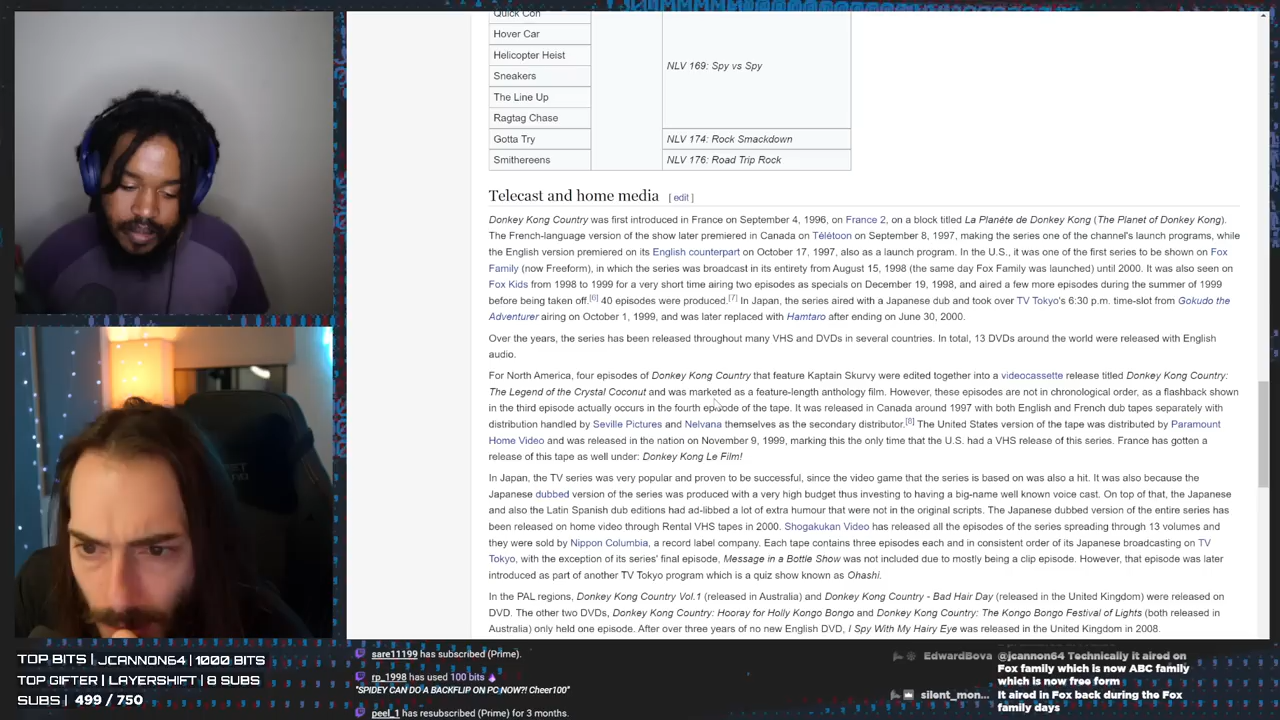 Quick Con
Hover Car
Helicopter Heist
Sneakers
The Line Up
Ragtag Chase
NLV 169: Spy vs Spy
Gotta Try
NLV 174: Rock Smackdown
Smithereens
NLV 176: Road Trip Rock
Telecast and home media [ edit ]
Donkey Kong Country was first introduced in France on September 4, 1996, on France 2, on a block titled La Planète de Donkey Kong (The Planet of Donkey Kong).
The French-language version of the show later premiered in Canada on Télétoon on September 8, 1997, making the series one of the channel's launch programs, while
the English version premiered on its English counterpart on October 17, 1997, also as a launch program. In the U.S., it was one of the first series to be shown on Fox
Family (now Freeform), in which the series was broadcast in its entirety from August 15, 1998 (the same day Fox Family was launched) until 2000. It was also seen on
Fox Kids from 1998 to 1999 for a very short time airing two episodes as specials on December 19, 1998, and aired a few more episodes during the summer of 1999
before being taken off.[6] 40 episodes were produced.[7] In Japan, the series aired with a Japanese dub and took over TV Tokyo's 6:30 p.m. time-slot from Gokudo the
Adventurer airing on October 1, 1999, and was later replaced with Hamtaro after ending on June 30, 2000.
Over the years, the series has been released throughout many VHS and DVDs in several countries. In total, 13 DVDs around the world were released with English
audio.
For North America, four episodes of Donkey Kong Country that feature Kaptain Skurvy were edited together into a videocassette release titled Donkey Kong Country:
The Legend of the Crystal Coconut and was marketed as a feature-length anthology film. However, these episodes are not in chronological order, as a flashback shown
in the third episode actually occurs in the fourth episode of the tape. It was released in Canada around 1997 with both English and French dub tapes separately with
distribution handled by Seville Pictures and Nelvana themselves as the secondary distributor.[8] The United States version of the tape was distributed by Paramount
Home Video and was released in the nation on November 9, 1999, marking this the only time that the U.S. had a VHS release of this series. France has gotten a
release of this tape as well under: Donkey Kong Le Film!
In Japan, the TV series was very popular and proven to be successful, since the video game that the series is based on was also a hit. It was also because the
Japanese dubbed version of the series was produced with a very high budget thus investing to having a big-name well known voice cast. On top of that, the Japanese
and also the Latin Spanish dub editions had ad-libbed a lot of extra humour that were not in the original scripts. The Japanese dubbed version of the entire series has
been released on home video through Rental VHS tapes in 2000. Shogakukan Video has released all the episodes of the series spreading through 13 volumes and
they were sold by Nippon Columbia, a record label company. Each tape contains three episodes each and in consistent order of its Japanese broadcasting on TV
Tokyo, with the exception of its series' final episode, Message in a Bottle Show was not included due to mostly being a clip episode. However, that episode was later
introduced as part of another TV Tokyo program which is a quiz show known as Ohashi.
In the PAL regions, Donkey Kong Country Vol.1 (released in Australia) and Donkey Kong Country - Bad Hair Day (released in the United Kingdom) were released on
DVD. The other two DVDs, Donkey Kong Country: Hooray for Holly Kongo Bongo and Donkey Kong Country: The Kongo Bongo Festival of Lights (both released in
Australia) only held one episode. After over three years of no new English DVD, I Spy With My Hairy Eye was released in the United Kingdom in 2008.
TOP BITS | JCANNON64 | 1000 BITS
TOP GIFTER | LAYERSHIFT | 8 SUBS
SUBS | 499 / 750
sare11199 has subscribed (Prime).
rp_1998 has used 100 bits
"SPIDEY CAN DO A BACKFLIP ON PC NOW?! Cheer100"
peel_1 has resubscribed (Prime) for 3 months.
EdwardBova @jcannon64 Technically it aired on
Fox family which is now ABC family
which is now free form
silent_mon... It aired in Fox back during the Fox
family days